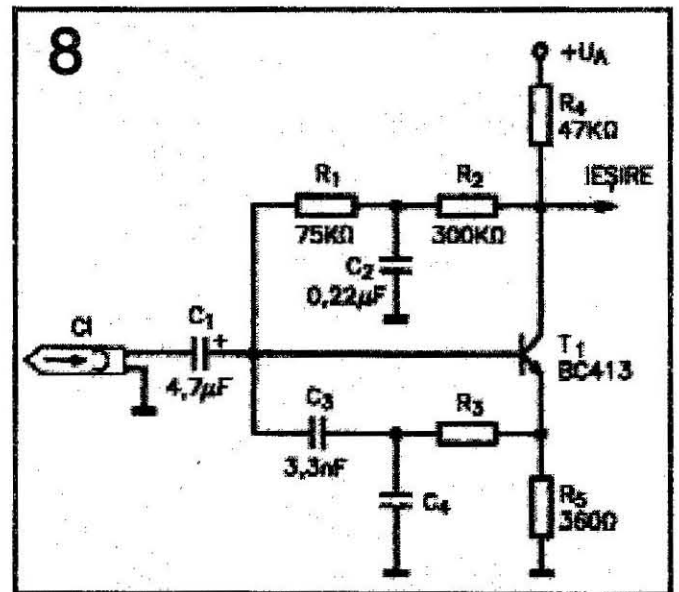 8
+UA
R4
47KΩ
R1
R2
IEȘIRE
75KΩ
300KΩ
C2
0,22µF
CI
C1
+
4,7µF
T1
BC413
C3
R3
3,3nF
C4
R5
360Ω